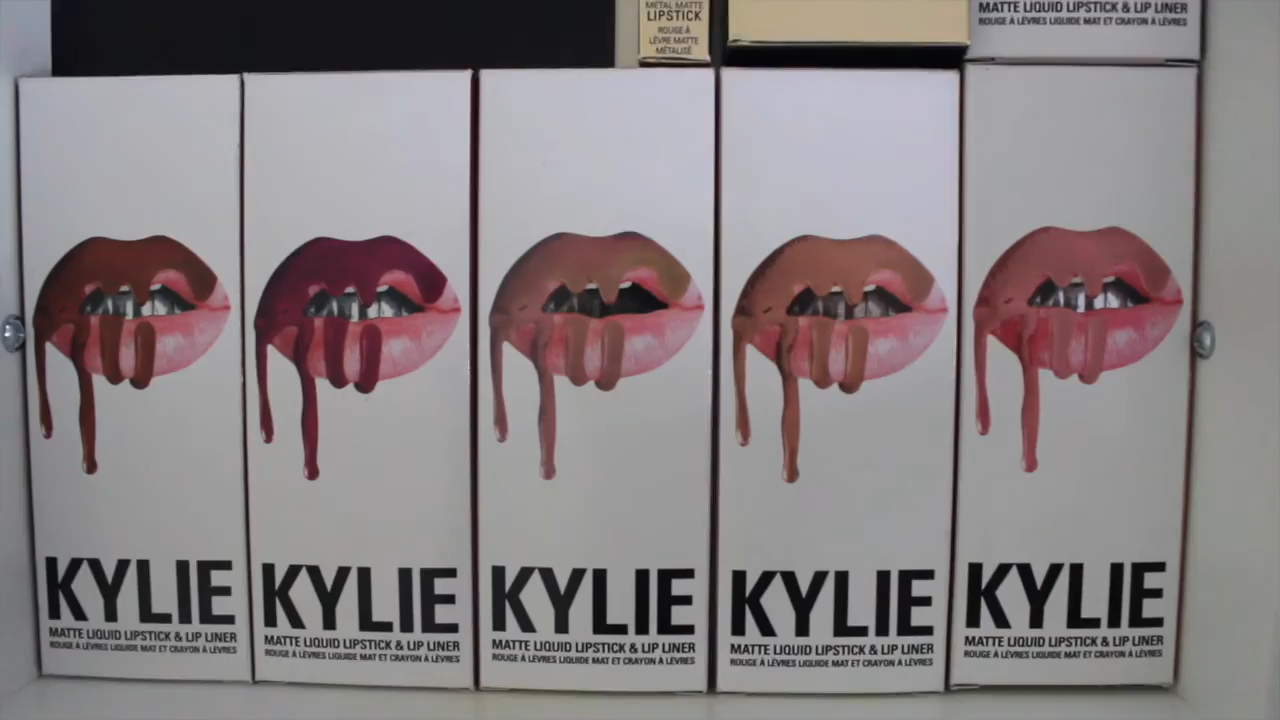 METAL MATTE
LIPSTICK
ROUGE À
LÈVRE MATTE
MÉTALISÉ
MATTE LIQUID LIPSTICK & LIP LINER
ROUGE À LÈVRES LIQUIDE MAT ET CRAYON À LÈVRES
KYLIE
MATTE LIQUID LIPSTICK & LIP LINER
ROUGE À LÈVRES LIQUIDE MAT ET CRAYON À LÈVRES
KYLIE
MATTE LIQUID LIPSTICK & LIP LINER
ROUGE À LÈVRES LIQUIDE MAT ET CRAYON À LÈVRES
KYLIE
MATTE LIQUID LIPSTICK & LIP LINER
ROUGE À LÈVRES LIQUIDE MAT ET CRAYON À LÈVRES
KYLIE
MATTE LIQUID LIPSTICK & LIP LINER
ROUGE À LÈVRES LIQUIDE MAT ET CRAYON À LÈVRES
KYLIE
MATTE LIQUID LIPSTICK & LIP LINER
ROUGE À LÈVRES LIQUIDE MAT ET CRAYON À LÈVRES